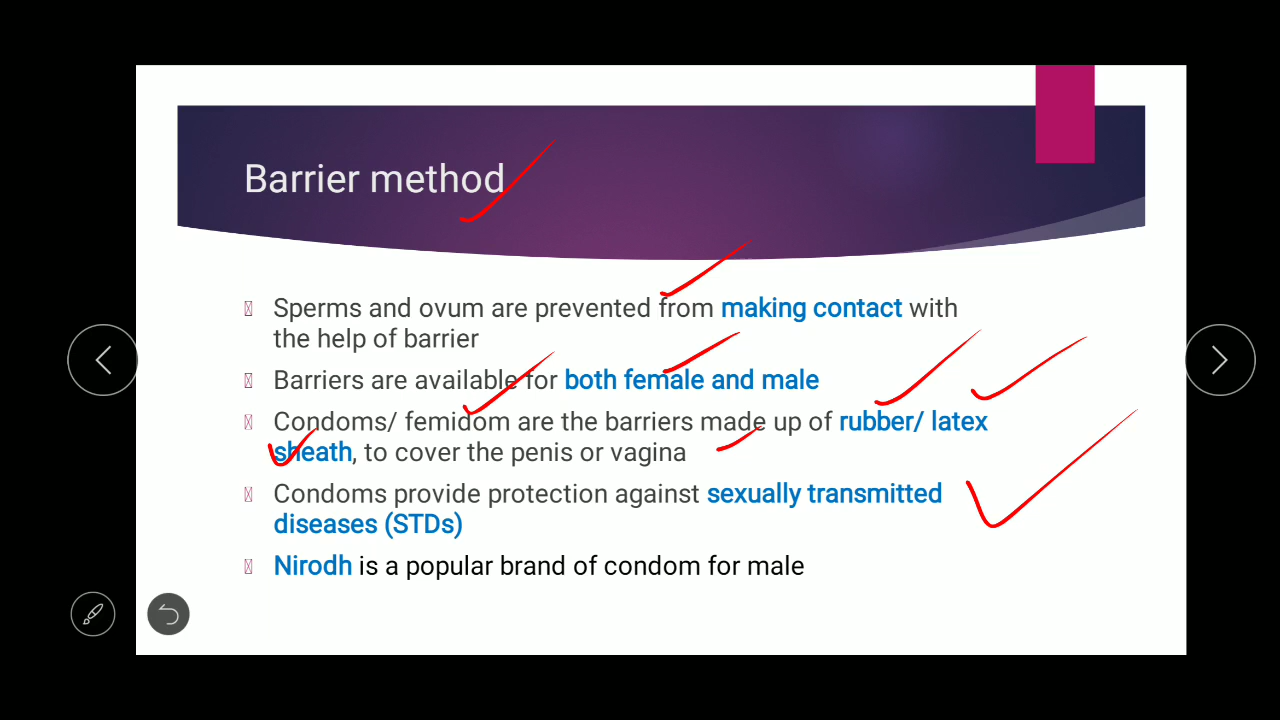 Barrier method
Sperms and ovum are prevented from making contact with
the help of barrier
Barriers are available for both female and male
Condoms/ femidom are the barriers made up of rubber/ latex
sheath, to cover the penis or vagina
Condoms provide protection against sexually transmitted
diseases (STDs)
Nirodh is a popular brand of condom for male